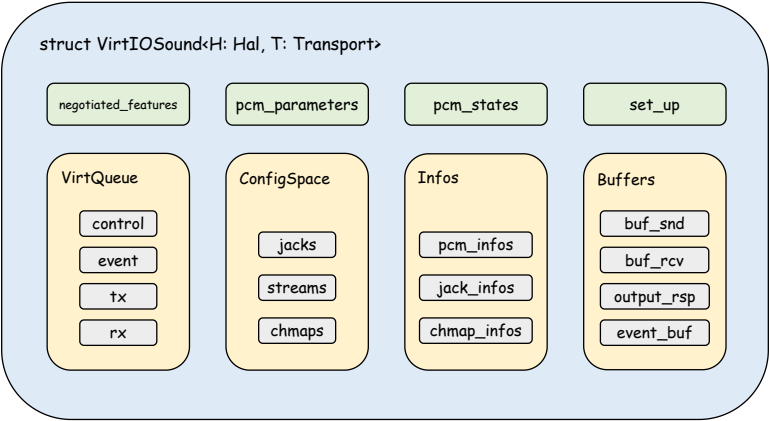 struct VirtIOSound<H: Hal, T: Transport>
negotiated_features
pcm_parameters
pcm_states
set_up
VirtQueue
control
event
tx
rx
ConfigSpace
jacks
streams
chmaps
Infos
pcm_infos
jack_infos
chmap_infos
Buffers
buf_snd
buf_rcv
output_rsp
event_buf